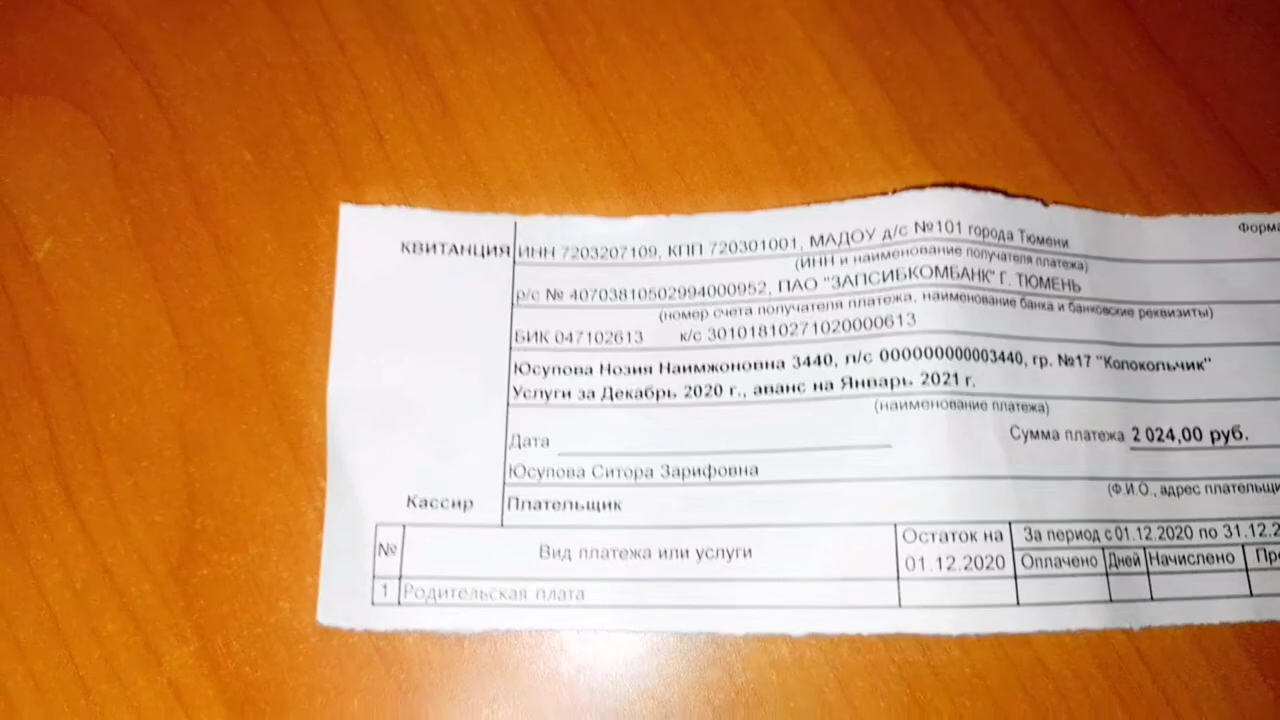 Форма
КВИТАНЦИЯ ИНН 7203207109, КПП 720301001, МАДОУ д/с №101 города Тюмени
(ИНН и наименование получателя платежа)
р/с № 40703810502994000952, ПАО "ЗАПСИБКОМБАНК" Г. ТЮМЕНЬ
(номер счета получателя платежа, наименование банка и банковские реквизиты)
БИК 047102613 к/с 30101810271020000613
Юсупова Нозия Наимжоновна 3440, л/с 000000000003440, гр. №17 "Колокольчик"
Услуги за Декабрь 2020 г., аванс на Январь 2021 г.
(наименование платежа)
Дата Сумма платежа 2 024,00 руб.
Юсупова Ситора Зарифовна
(Ф.И.О., адрес плательщи
Кассир Плательщик
№ Вид платежа или услуги Остаток на 01.12.2020 За период с 01.12.2020 по 31.12.2
Оплачено Дней Начислено Пре
1 Родительская плата